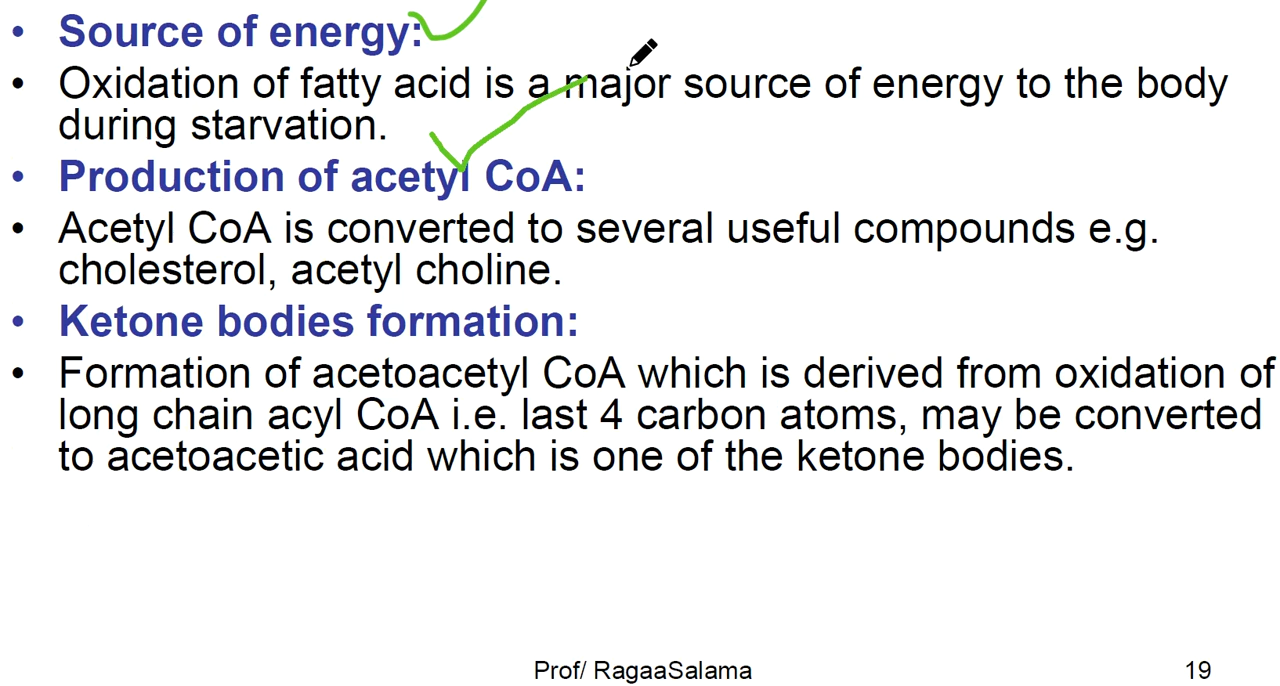 • Source of energy:
• Oxidation of fatty acid is a major source of energy to the body
during starvation.
• Production of acetyl CoA:
• Acetyl CoA is converted to several useful compounds e.g.
cholesterol, acetyl choline.
• Ketone bodies formation:
• Formation of acetoacetyl CoA which is derived from oxidation of
long chain acyl CoA i.e. last 4 carbon atoms, may be converted
to acetoacetic acid which is one of the ketone bodies.
Prof/ RagaaSalama 19